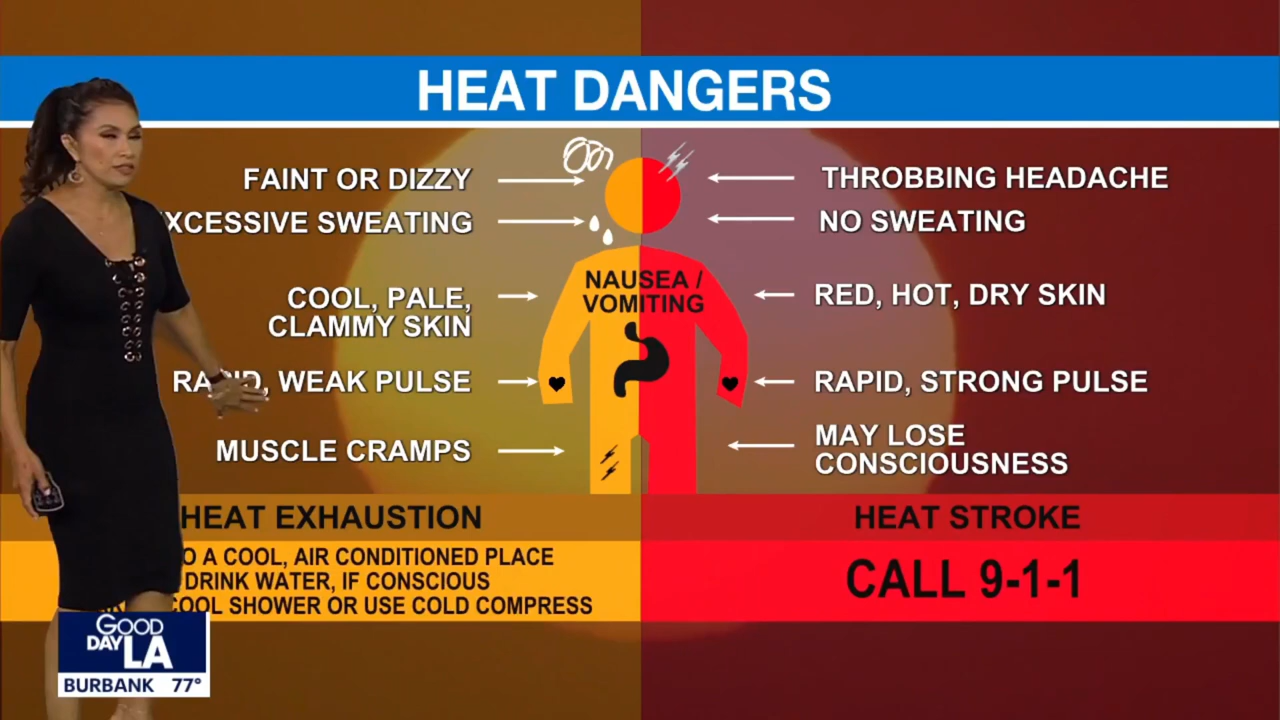 HEAT DANGERS
FAINT OR DIZZY
XCESSIVE SWEATING
COOL, PALE,
CLAMMY SKIN
WEAK PULSE
MUSCLE CRAMPS
NAUSEA /
VOMITING
THROBBING HEADACHE
NO SWEATING
RED, HOT, DRY SKIN
RAPID, STRONG PULSE
MAY LOSE
CONSCIOUSNESS
HEAT EXHAUSTION
O A COOL, AIR CONDITIONED PLACE
DRINK WATER, IF CONSCIOUS
COOL SHOWER OR USE COLD COMPRESS
HEAT STROKE
CALL 9-1-1
GOOD
DAY LA
BURBANK 77°